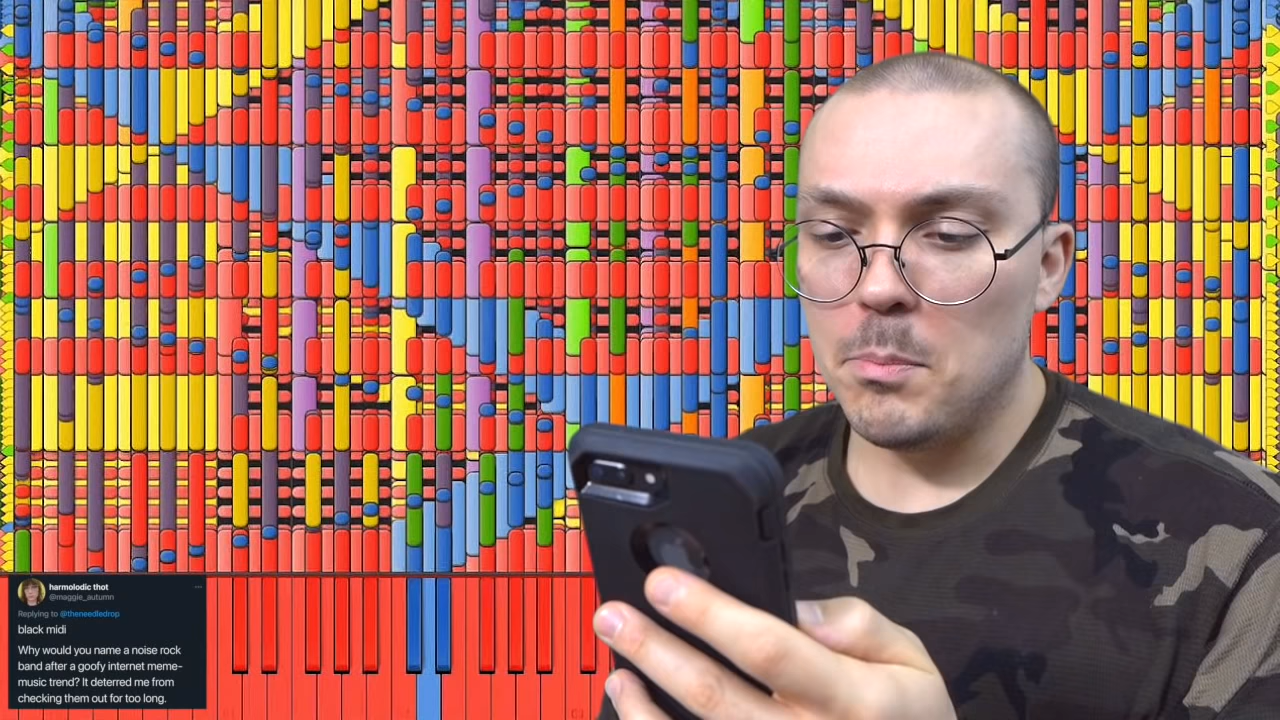 harmolodic thot
@maggie_autumn
Replying to @theneedledrop
black midi
Why would you name a noise rock
band after a goofy internet meme-
music trend? It deterred me from
checking them out for too long.